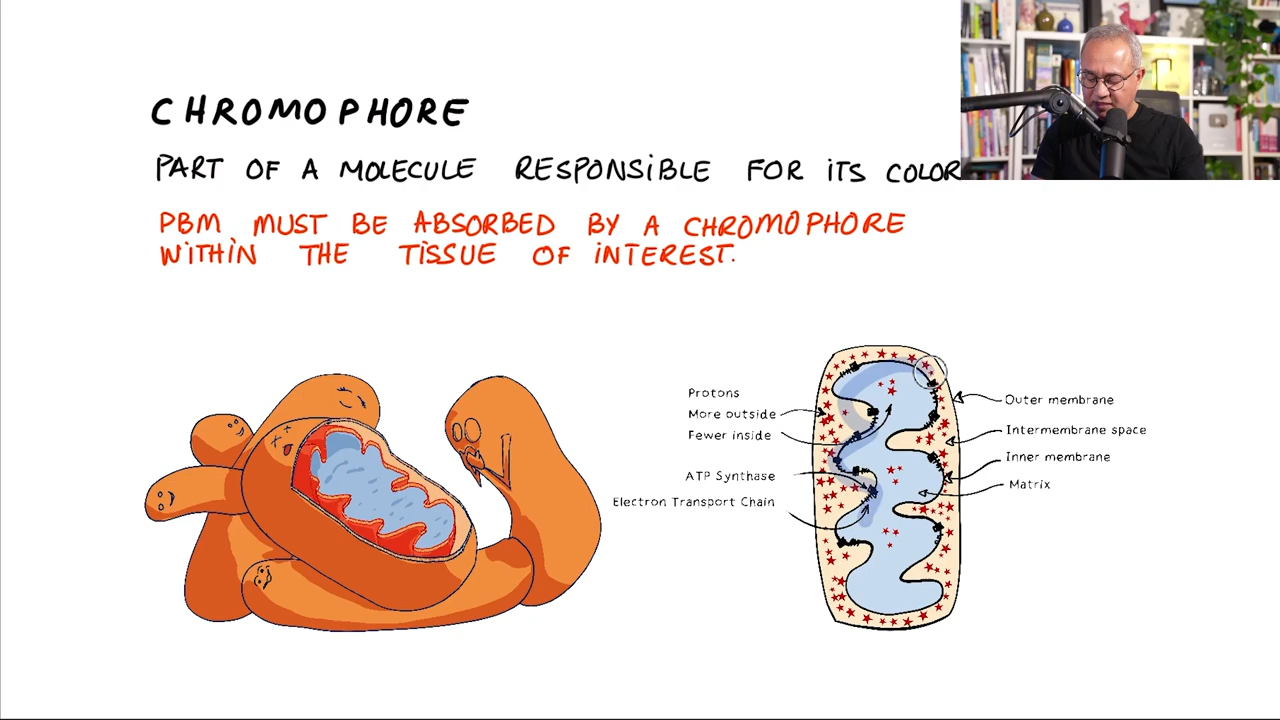 CHROMOPHORE
PART OF A MOLECULE RESPONSIBLE FOR ITS COLOR
PBM MUST BE ABSORBED BY A CHROMOPHORE
WITHIN THE TISSUE OF INTEREST.
Protons
More outside
Fewer inside
ATP Synthase
Electron Transport Chain
Outer membrane
Intermembrane space
Inner membrane
Matrix